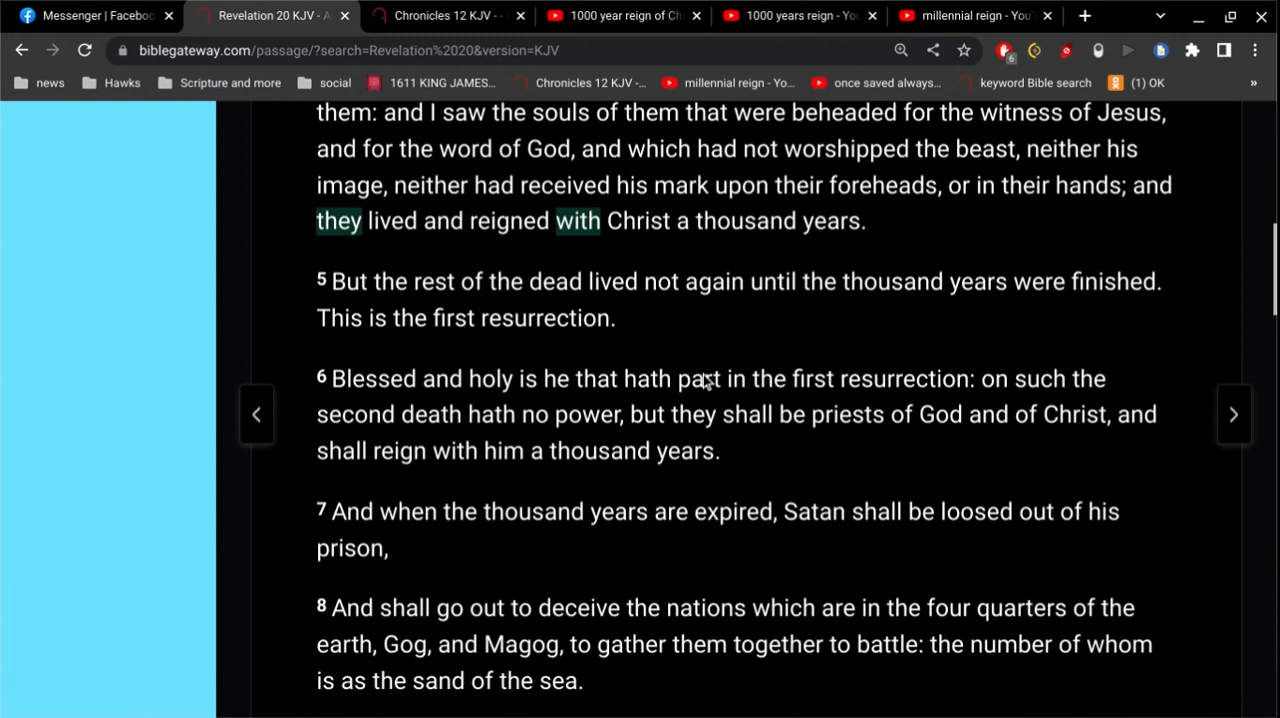 Messenger | Faceboo
Revelation 20 KJV - A
Chronicles 12 KJV - -
1000 year reign of Ch
1000 years reign - You
millennial reign - YouT
biblegateway.com/passage/?search=Revelation%2020&version=KJV
6
news
Hawks
Scripture and more
social
1611 KING JAMES...
Chronicles 12 KJV -...
millennial reign - Yo...
once saved always...
keyword Bible search
(1) OK
»
them: and I saw the souls of them that were beheaded for the witness of Jesus,
and for the word of God, and which had not worshipped the beast, neither his
image, neither had received his mark upon their foreheads, or in their hands; and
they lived and reigned with Christ a thousand years.
5 But the rest of the dead lived not again until the thousand years were finished.
This is the first resurrection.
6 Blessed and holy is he that hath part in the first resurrection: on such the
second death hath no power, but they shall be priests of God and of Christ, and
shall reign with him a thousand years.
7 And when the thousand years are expired, Satan shall be loosed out of his
prison,
8 And shall go out to deceive the nations which are in the four quarters of the
earth, Gog, and Magog, to gather them together to battle: the number of whom
is as the sand of the sea.